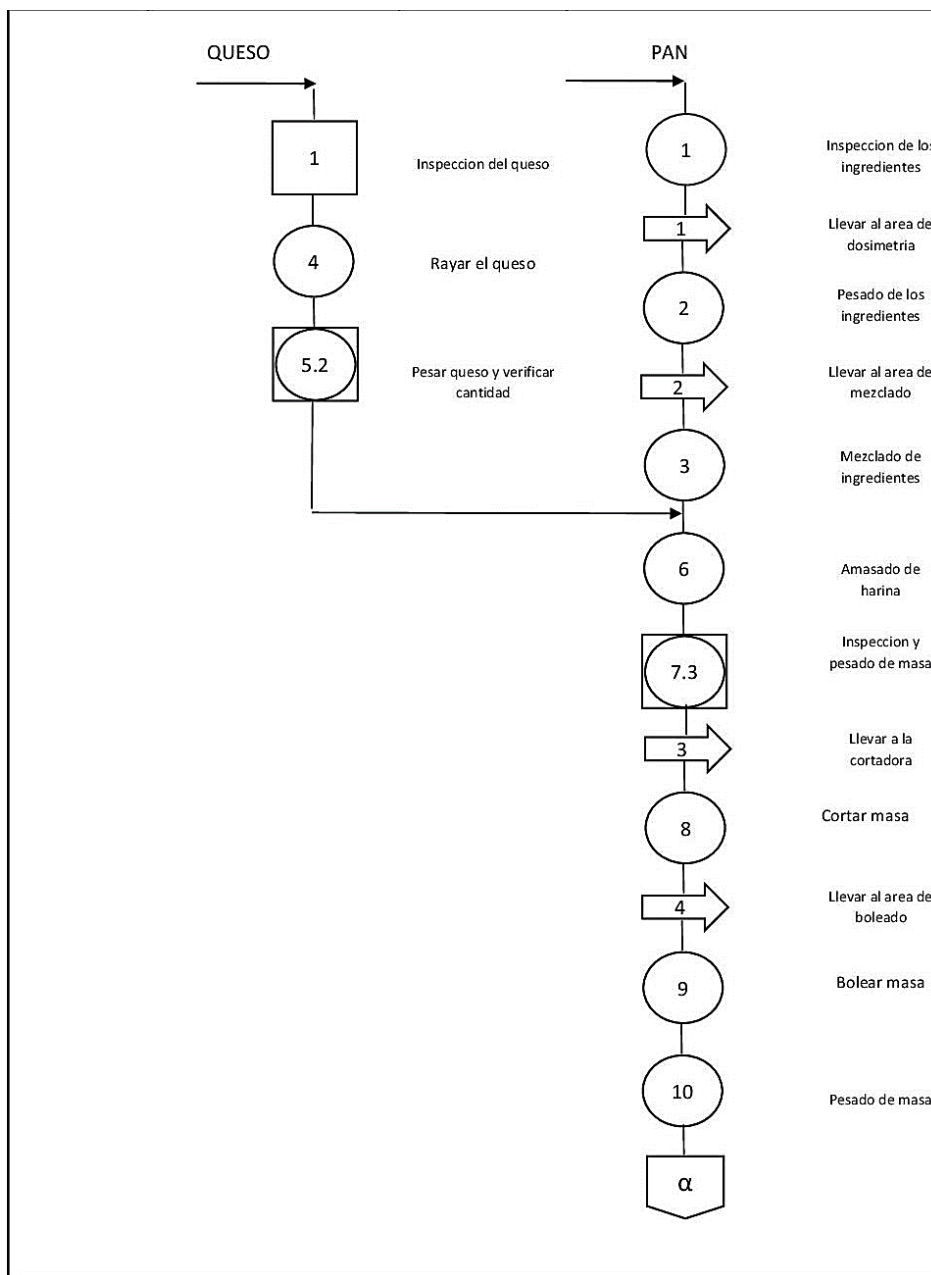 QUESO
PAN
1
Inspeccion del queso
1
Inspeccion de los
ingredientes
1
Llevar al area de
dosimetria
4
Rayar el queso
2
Pesado de los
ingredientes
5.2
Pesar queso y verificar
cantidad
2
Llevar al area de
mezclado
3
Mezclado de
ingredientes
6
Amasado de
harina
7.3
Inspeccion y
pesado de masa
3
Llevar a la
cortadora
8
Cortar masa
4
Llevar al area de
boleado
9
Bolear masa
10
Pesado de masa
α